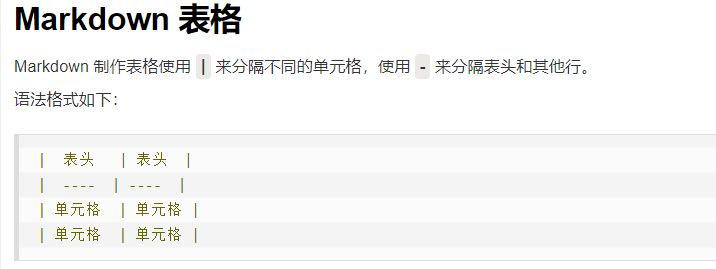 Markdown 表格
Markdown 制作表格使用 | 来分隔不同的单元格，使用 - 来分隔表头和其他行。
语法格式如下：
|  表头   | 表头  |
|  ----  | ----  |
| 单元格  | 单元格 |
| 单元格  | 单元格 |